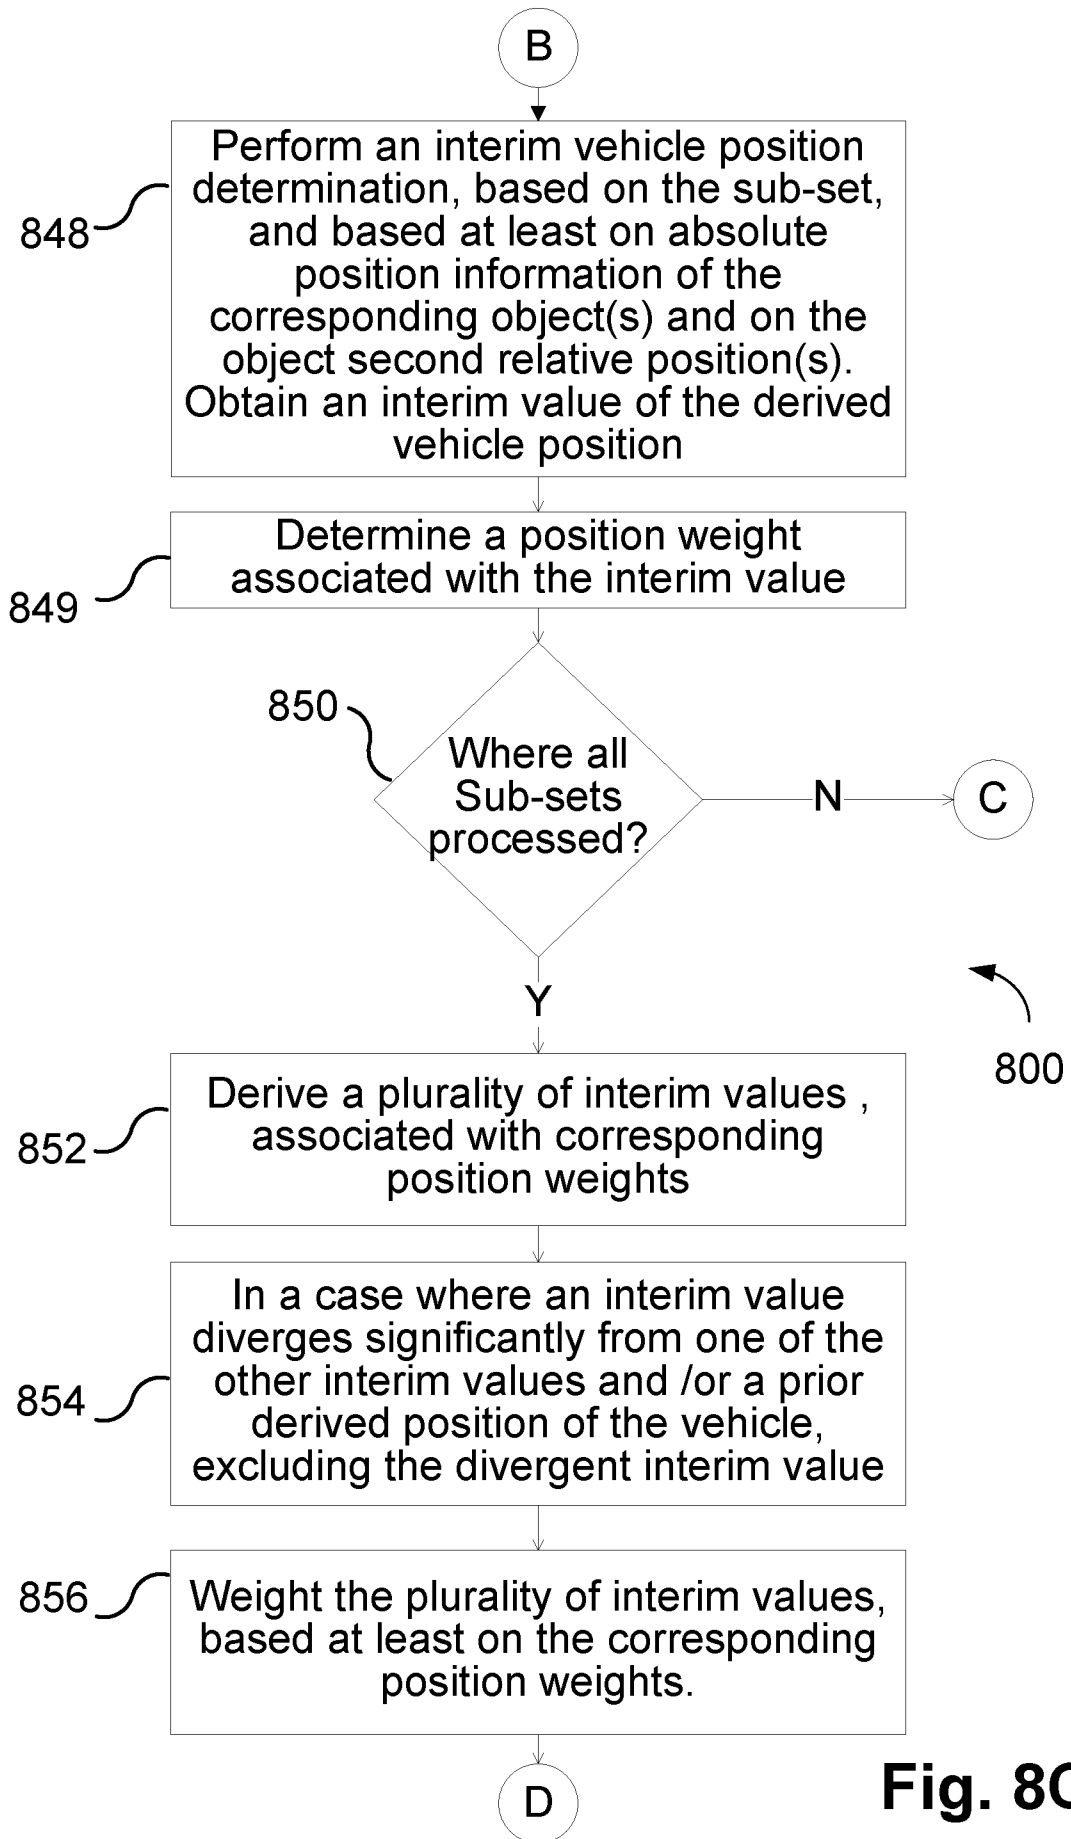 B
Perform an interim vehicle position
determination, based on the sub-set,
and based at least on absolute
position information of the
corresponding object(s) and on the
object second relative position(s).
Obtain an interim value of the derived
vehicle position
848
Determine a position weight
associated with the interim value
849
850
Where all
Sub-sets
processed?
N
C
Y
800
Derive a plurality of interim values ,
associated with corresponding
position weights
852
In a case where an interim value
diverges significantly from one of the
other interim values and /or a prior
derived position of the vehicle,
excluding the divergent interim value
854
Weight the plurality of interim values,
based at least on the corresponding
position weights.
856
D
Fig. 8C